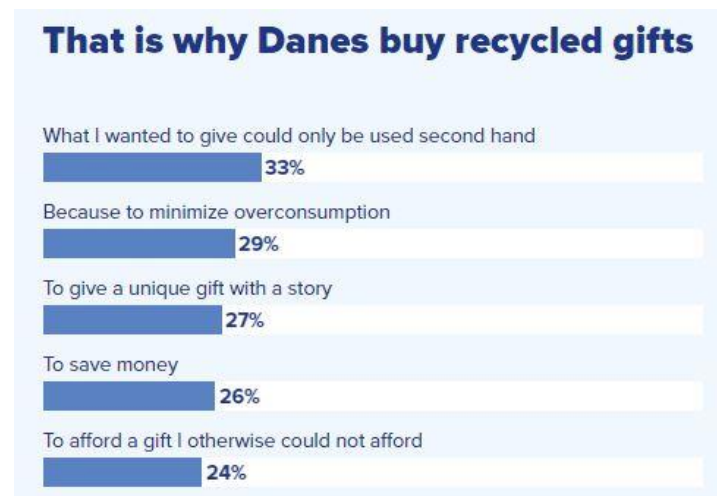 That is why Danes buy recycled gifts
What I wanted to give could only be used second hand
33%
Because to minimize overconsumption
29%
To give a unique gift with a story
27%
To save money
26%
To afford a gift I otherwise could not afford
24%